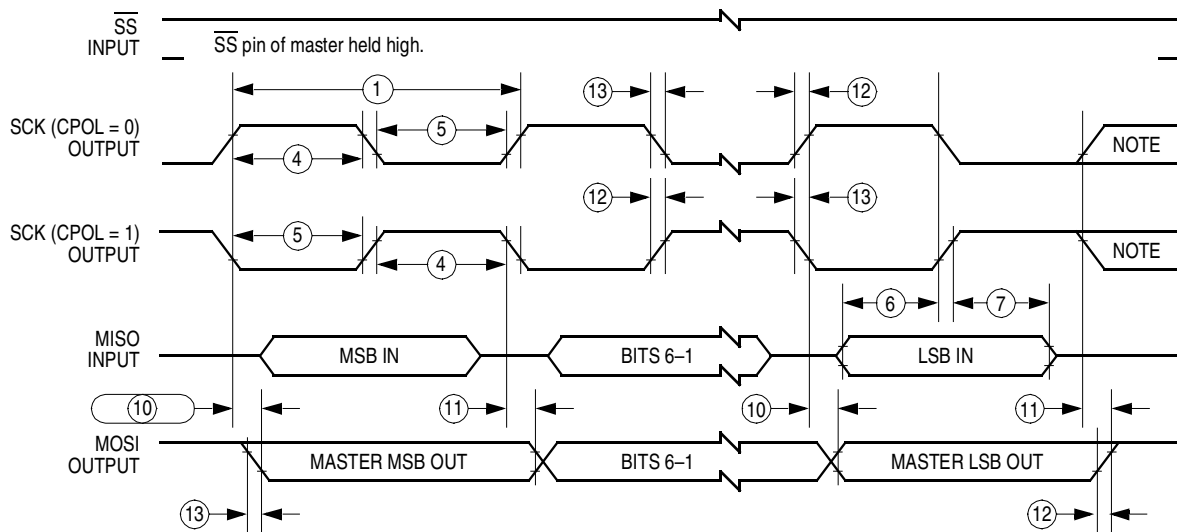 SS
INPUT
SS pin of master held high.
1
13
12
SCK (CPOL = 0)
OUTPUT
5
4
NOTE
12
13
SCK (CPOL = 1)
OUTPUT
5
4
NOTE
6
7
MISO
INPUT
MSB IN
BITS 6–1
LSB IN
10
11
10
11
MOSI
OUTPUT
MASTER MSB OUT
BITS 6–1
MASTER LSB OUT
13
12